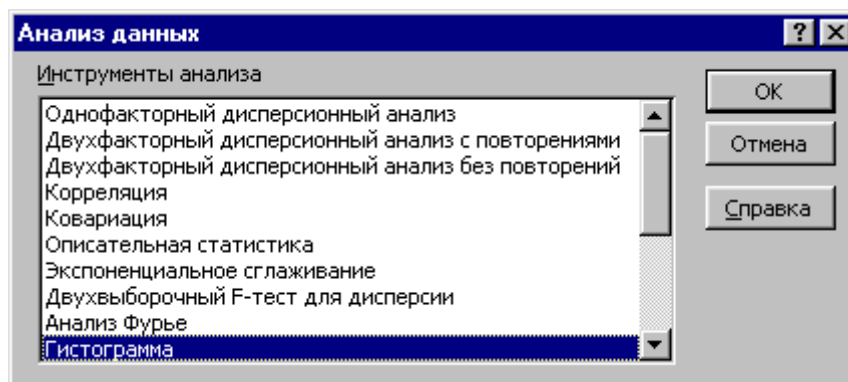 Анализ данных
Инструменты анализа
Однофакторный дисперсионный анализ
Двухфакторный дисперсионный анализ с повторениями
Двухфакторный дисперсионный анализ без повторений
Корреляция
Ковариация
Описательная статистика
Экспоненциальное сглаживание
Двухвыборочный F-тест для дисперсии
Анализ Фурье
Гистограмма
OK
Отмена
Справка